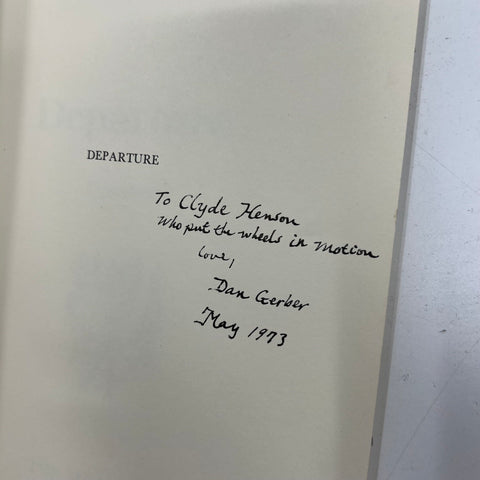 DEPARTURE
To Clyde Henson
Who put the wheels in Motion
Love,
Dan Gerber
May 1973